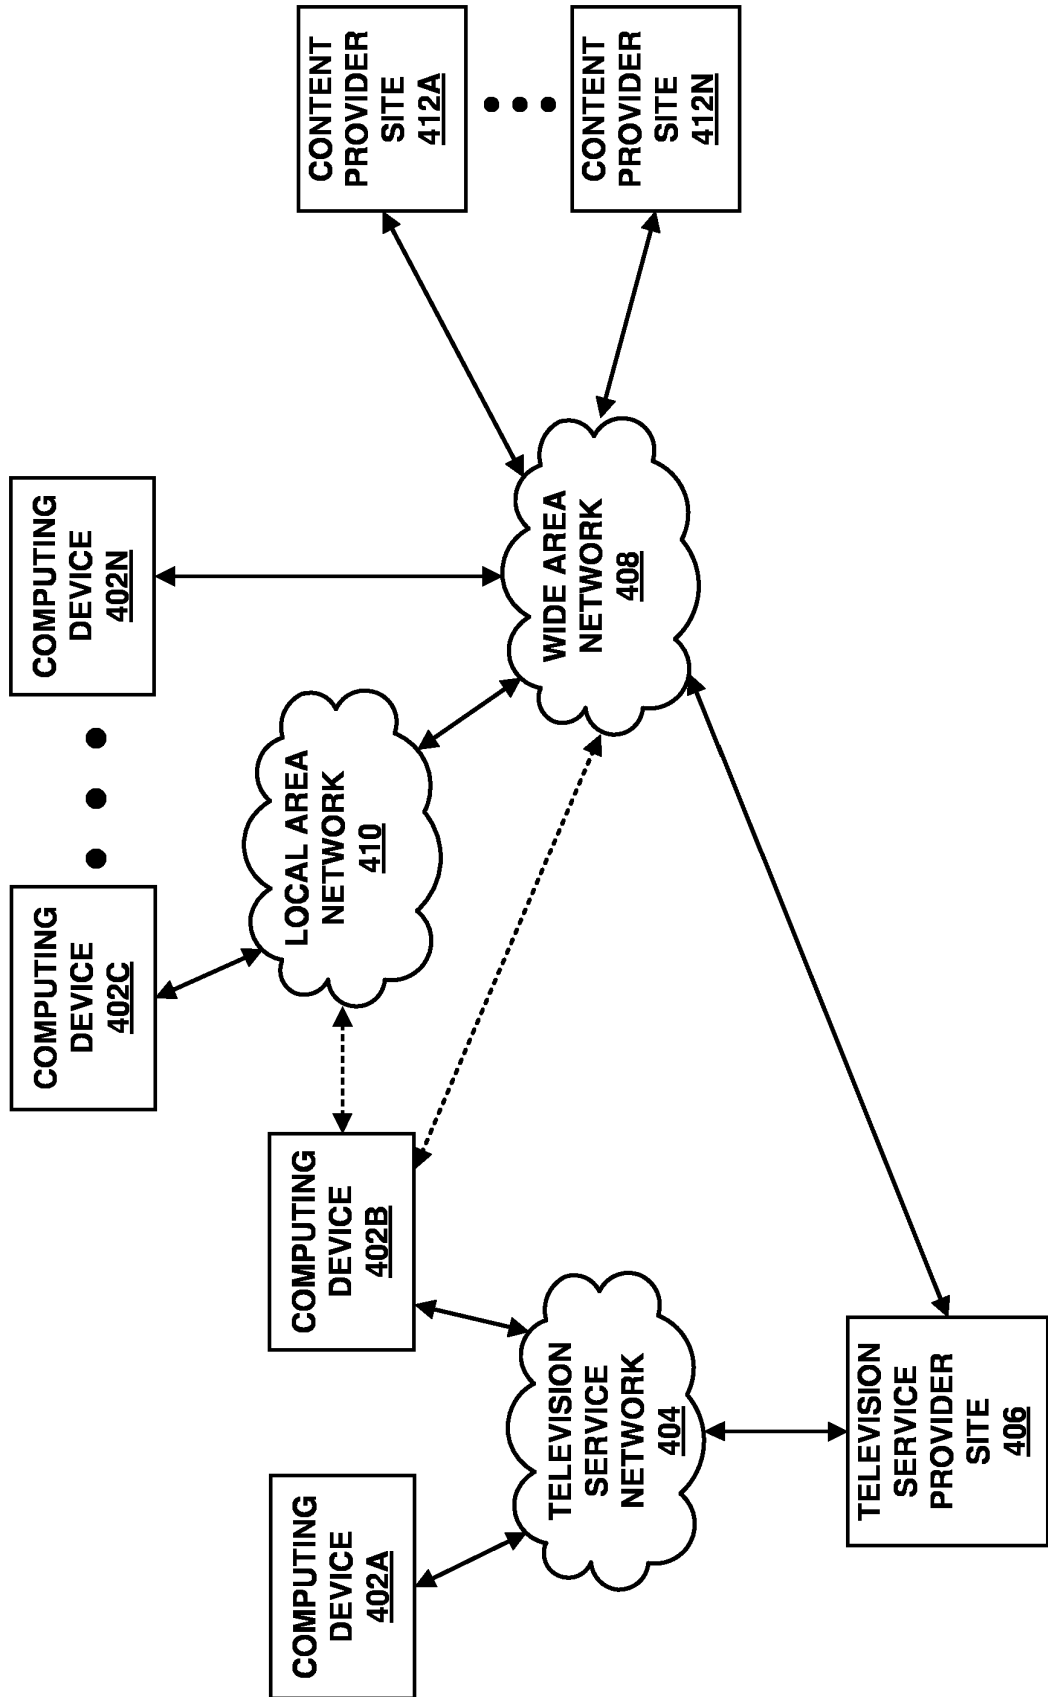 COMPUTING
DEVICE
402C
COMPUTING
DEVICE
402N
COMPUTING
DEVICE
402A
COMPUTING
DEVICE
402B
LOCAL AREA
NETWORK
410
CONTENT
PROVIDER
SITE
412A
TELEVISION
SERVICE
NETWORK
404
WIDE AREA
NETWORK
408
CONTENT
PROVIDER
SITE
412N
TELEVISION
SERVICE
PROVIDER
SITE
406